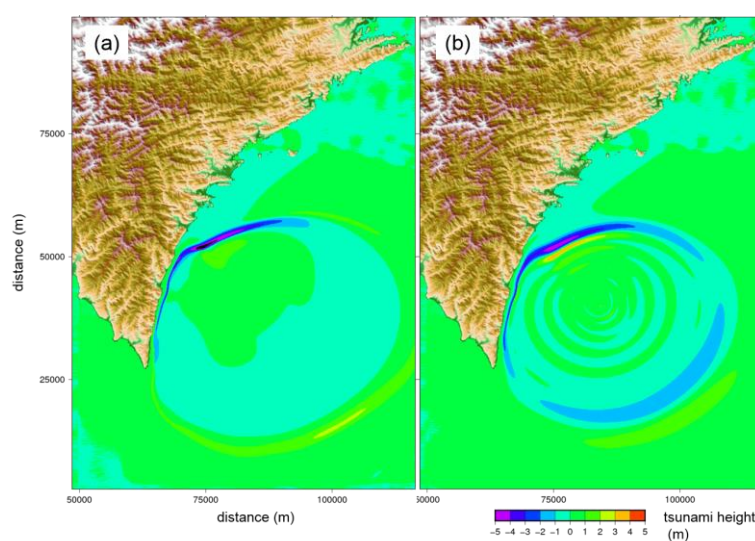 (a)
(b)
75000
50000
25000
distance (m)
50000 75000 100000
50000 75000 100000
distance (m)
tsunami height
(m)
−5 −4 −3 −2 −1 0 1 2 3 4 5